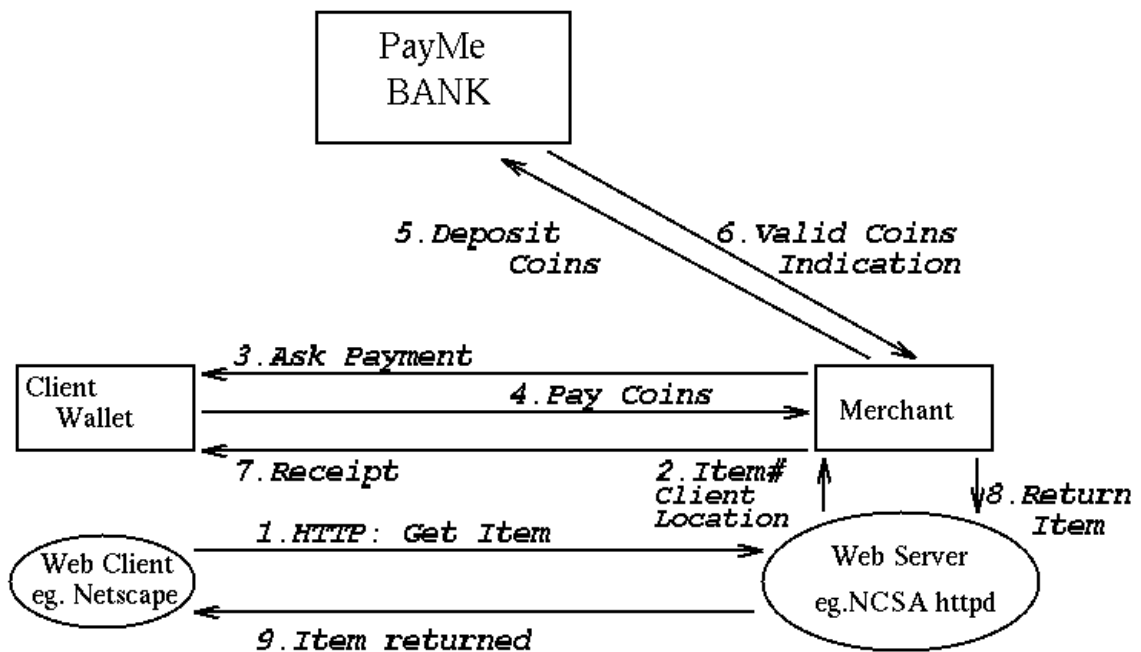 PayMe
BANK
5.Deposit
Coins
6.Valid Coins
Indication
3.Ask Payment
Client
Wallet
4.Pay Coins
Merchant
7.Receipt
2.Item#
Client
Location
8.Return
Item
1.HTTP: Get Item
Web Client
eg. Netscape
Web Server
eg.NCSA httpd
9.Item returned